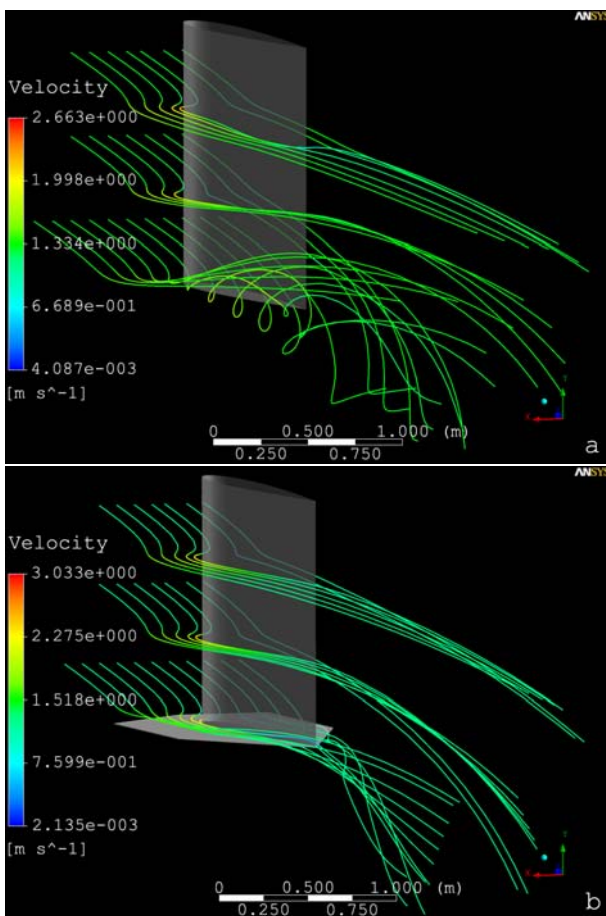 ANSYS
Velocity
2.663e+000
1.998e+000
1.334e+000
6.689e-001
4.087e-003
[m s^-1]
0 0.500 1.000 (m)
0.250 0.750
Y
X
a
ANSYS
Velocity
3.033e+000
2.275e+000
1.518e+000
7.599e-001
2.135e-003
[m s^-1]
0 0.500 1.000 (m)
0.250 0.750
Y
X
b